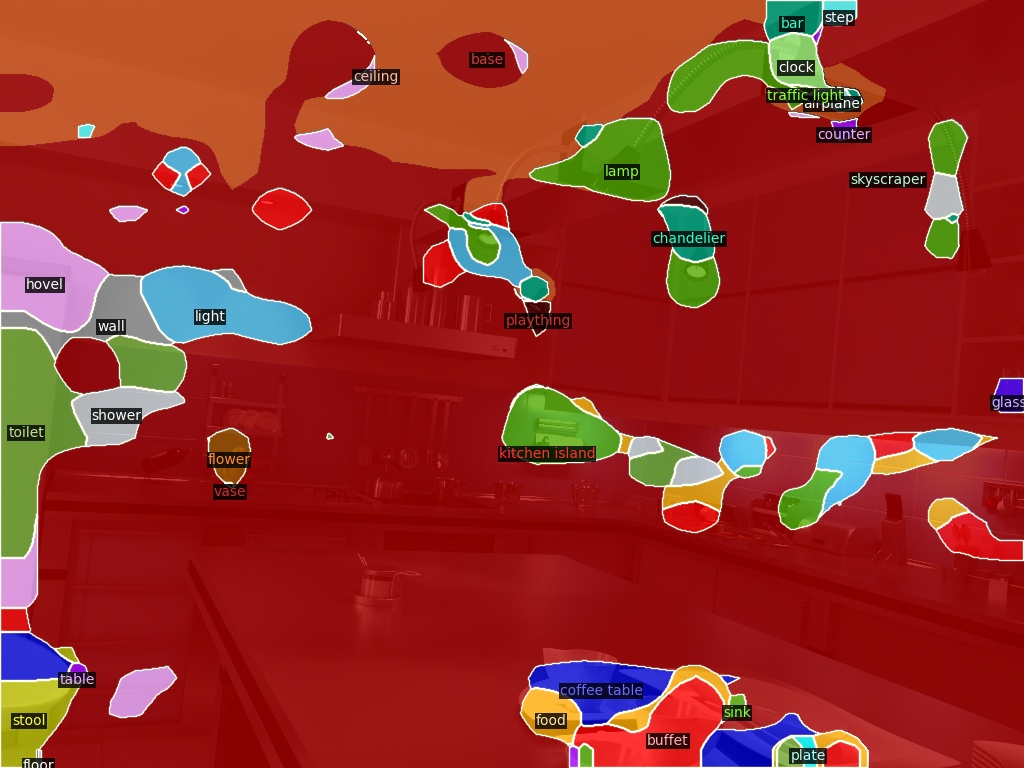 step
bar
base
clock
ceiling
traffic light
airplane
counter
lamp
skyscraper
chandelier
hovel
light
plaything
wall
glass
shower
toilet
kitchen island
flower
vase
table
coffee table
sink
stool
food
buffet
plate
floor